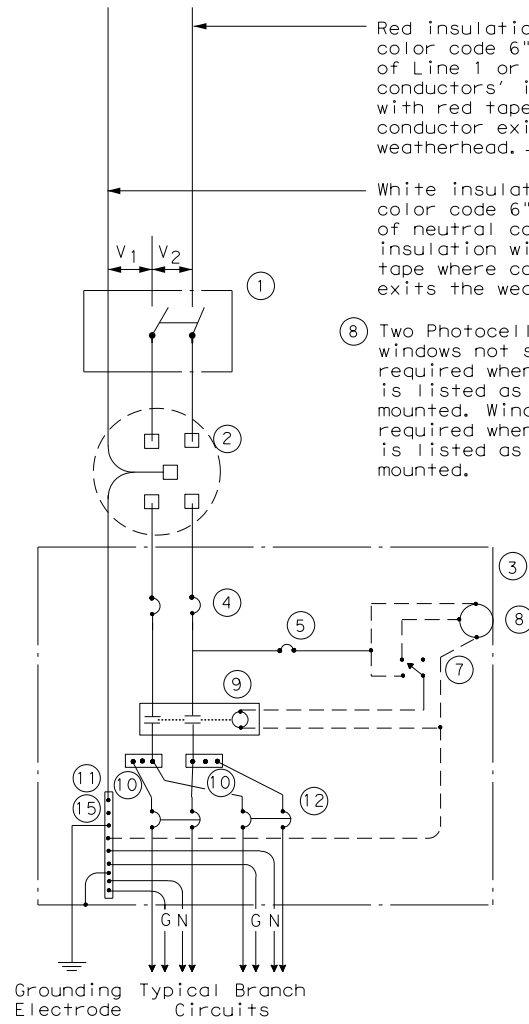 Red insulatio
color code 6"
of Line 1 or
conductors' i
with red tape
conductor exi
weatherhead.
White insulat
color code 6"
of neutral co
insulation wi
tape where co
exits the wea
V1 V2
1
8 Two Photocell
windows not s
required when
is listed as
mounted. Wind
required when
is listed as
mounted.
2
3
4
5
8
7
9
11
10 10
12
15
G N G N
Grounding Electrode
Typical Branch Circuits